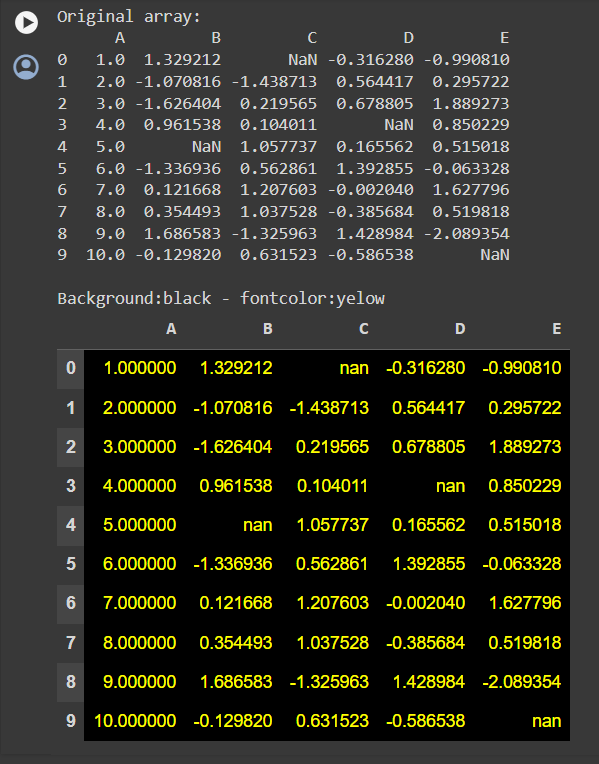 Original array:
A B C D E
0 1.0 1.329212 NaN -0.316280 -0.990810
1 2.0 -1.070816 -1.438713 0.564417 0.295722
2 3.0 -1.626404 0.219565 0.678805 1.889273
3 4.0 0.961538 0.104011 NaN 0.850229
4 5.0 NaN 1.057737 0.165562 0.515018
5 6.0 -1.336936 0.562861 1.392855 -0.063328
6 7.0 0.121668 1.207603 -0.002040 1.627796
7 8.0 0.354493 1.037528 -0.385684 0.519818
8 9.0 1.686583 -1.325963 1.428984 -2.089354
9 10.0 -0.129820 0.631523 -0.586538 NaN
Background:black - fontcolor:yelow
A B C D E
0 1.000000 1.329212 nan -0.316280 -0.990810
1 2.000000 -1.070816 -1.438713 0.564417 0.295722
2 3.000000 -1.626404 0.219565 0.678805 1.889273
3 4.000000 0.961538 0.104011 nan 0.850229
4 5.000000 nan 1.057737 0.165562 0.515018
5 6.000000 -1.336936 0.562861 1.392855 -0.063328
6 7.000000 0.121668 1.207603 -0.002040 1.627796
7 8.000000 0.354493 1.037528 -0.385684 0.519818
8 9.000000 1.686583 -1.325963 1.428984 -2.089354
9 10.000000 -0.129820 0.631523 -0.586538 nan